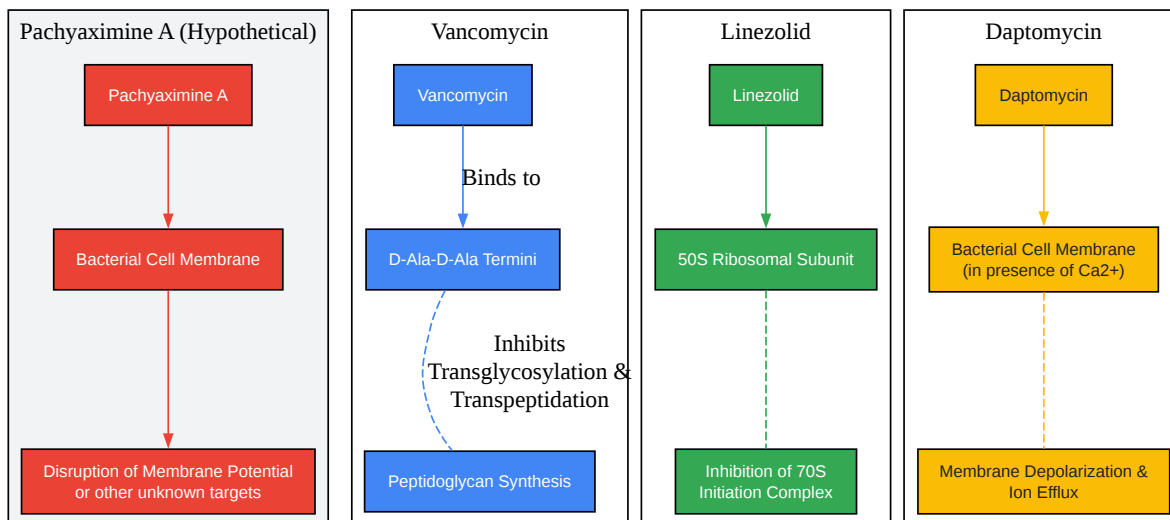 Pachyaximine A (Hypothetical)
Pachyaximine A
Bacterial Cell Membrane
Disruption of Membrane Potential
or other unknown targets
Vancomycin
Vancomycin
Binds to
D-Ala-D-Ala Termini
Inhibits
Transglycosylation &
Transpeptidation
Peptidoglycan Synthesis
Linezolid
Linezolid
50S Ribosomal Subunit
Inhibition of 70S
Initiation Complex
Daptomycin
Daptomycin
Bacterial Cell Membrane
(in presence of Ca2+)
Membrane Depolarization &
Ion Efflux